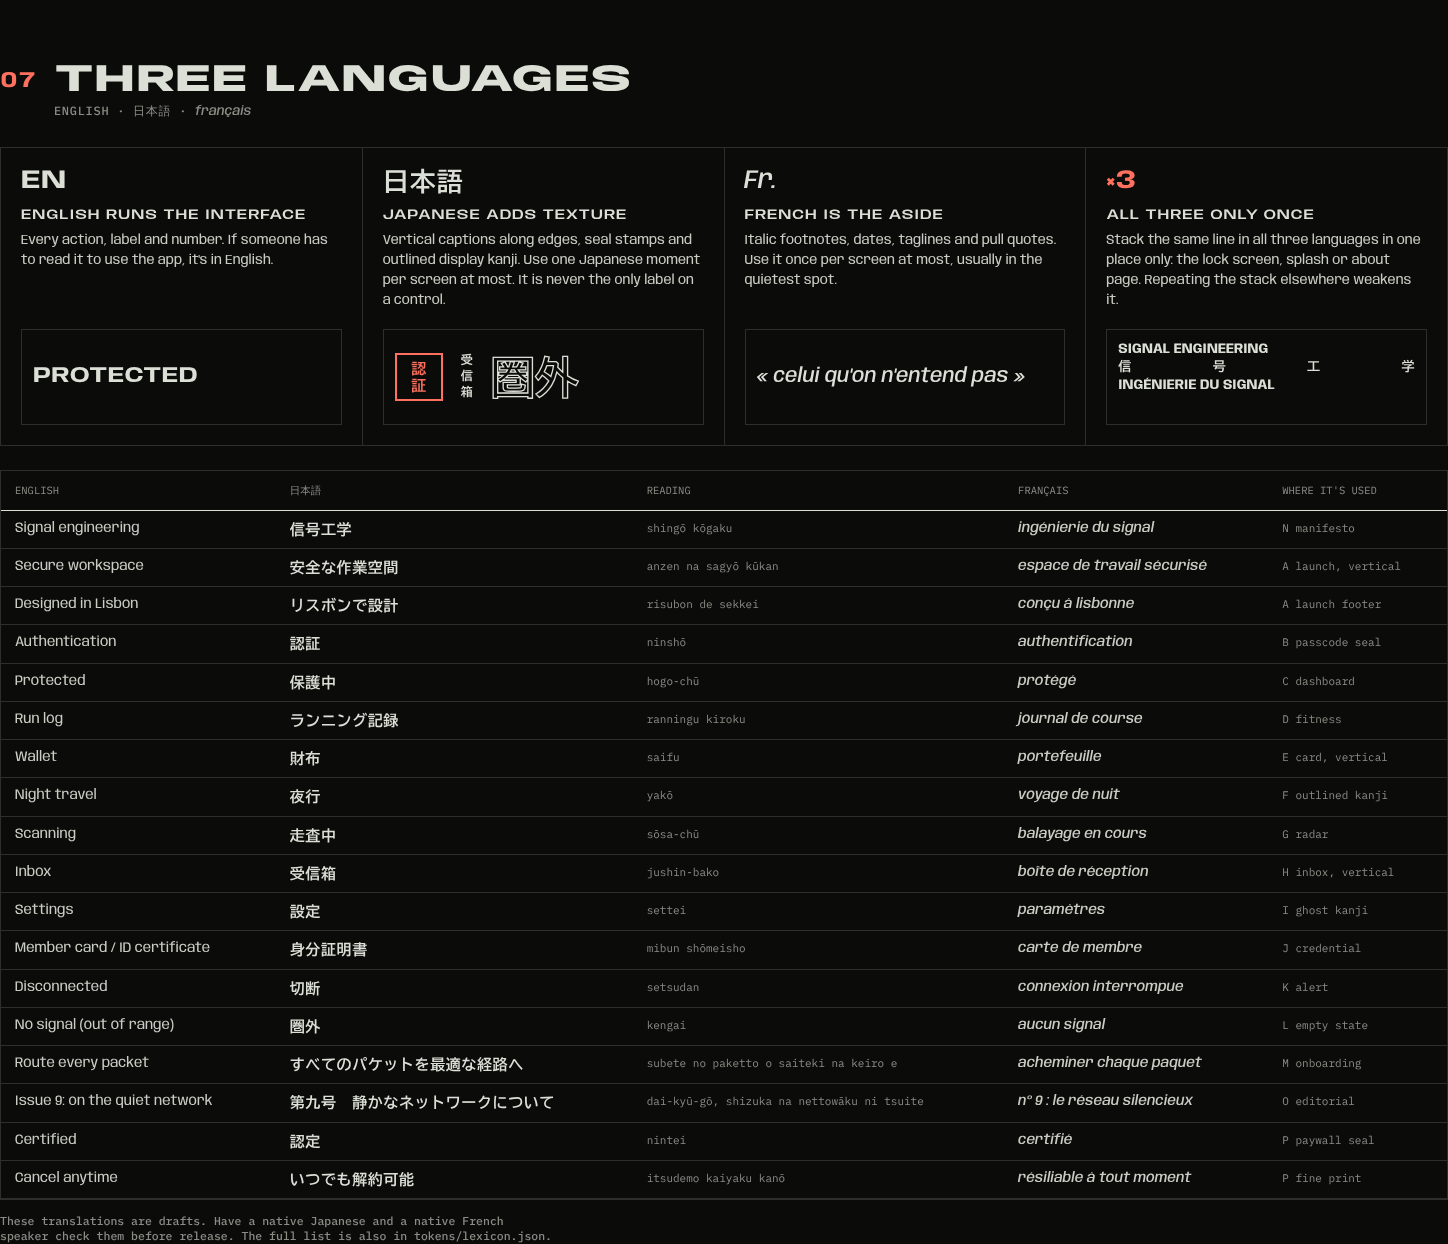 07 THREE LANGUAGES
ENGLISH · 日本語 · français
EN
ENGLISH RUNS THE INTERFACE
Every action, label and number. If someone has
to read it to use the app, it's in English.
PROTECTED
日本語
JAPANESE ADDS TEXTURE
Vertical captions along edges, seal stamps and
outlined display kanji. Use one Japanese moment
per screen at most. It is never the only label on
a control.
認証
受信箱
圏外
Fr.
FRENCH IS THE ASIDE
Italic footnotes, dates, taglines and pull quotes.
Use it once per screen at most, usually in the
quietest spot.
« celui qu'on n'entend pas »
×3
ALL THREE ONLY ONCE
Stack the same line in all three languages in one
place only: the lock screen, splash or about
page. Repeating the stack elsewhere weakens
it.
SIGNAL ENGINEERING
信 号 工 学
INGÉNIERIE DU SIGNAL
ENGLISH 日本語 READING FRANÇAIS WHERE IT'S USED
Signal engineering 信号工学 shingō kōgaku ingénierie du signal N manifesto
Secure workspace 安全な作業空間 anzen na sagyō kūkan espace de travail sécurisé A launch, vertical
Designed in Lisbon リスボンで設計 risubon de sekkei conçu à lisbonne A launch footer
Authentication 認証 ninshō authentification B passcode seal
Protected 保護中 hogo-chū protégé C dashboard
Run log ランニング記録 ranningu kiroku journal de course D fitness
Wallet 財布 saifu portefeuille E card, vertical
Night travel 夜行 yakō voyage de nuit F outlined kanji
Scanning 走査中 sōsa-chū balayage en cours G radar
Inbox 受信箱 jushin-bako boîte de réception H inbox, vertical
Settings 設定 settei paramètres I ghost kanji
Member card / ID certificate 身分証明書 mibun shōmeisho carte de membre J credential
Disconnected 切断 setsudan connexion interrompue K alert
No signal (out of range) 圏外 kengai aucun signal L empty state
Route every packet すべてのパケットを最適な経路へ subete no paketto o saiteki na keiro e acheminer chaque paquet M onboarding
Issue 9: on the quiet network 第九号　静かなネットワークについて dai-kyū-gō, shizuka na nettowāku ni tsuite n° 9 : le réseau silencieux O editorial
Certified 認定 nintei certifié P paywall seal
Cancel anytime いつでも解約可能 itsudemo kaiyaku kanō résiliable à tout moment P fine print
These translations are drafts. Have a native Japanese and a native French
speaker check them before release. The full list is also in tokens/lexicon.json.